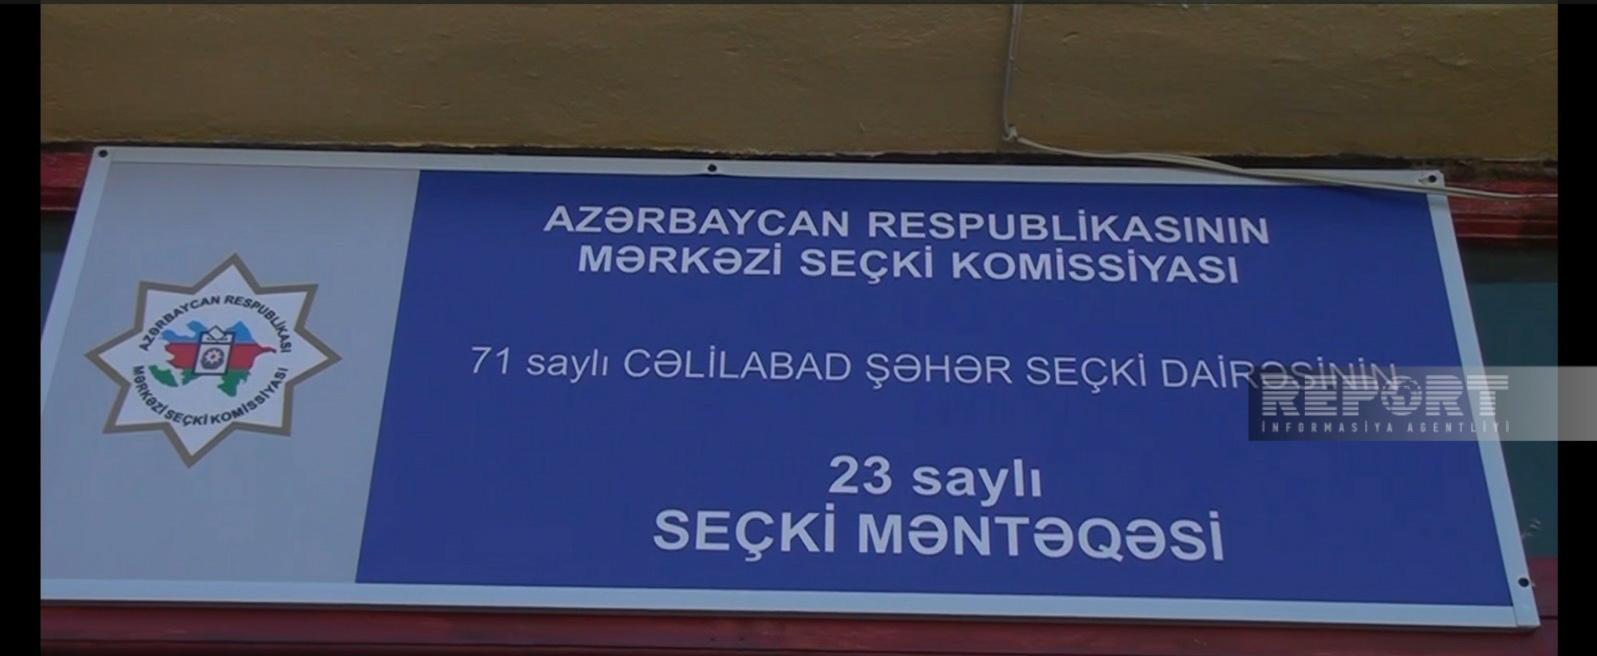 AZƏRBAYCAN RESPUBLİKASININ
MƏRKƏZİ SEÇKİ KOMİSSİYASI
71 saylı CƏLİLABAD ŞƏHƏR SEÇKİ DAİRƏSİNİN
23 saylı
SEÇKİ MƏNTƏQƏSİ
AZƏRBAYCAN RESPUBLİKASI
MƏRKƏZİ SEÇKİ KOMİSSİYASI
REPORT
İNFORMASİYA AGENTLİYİ